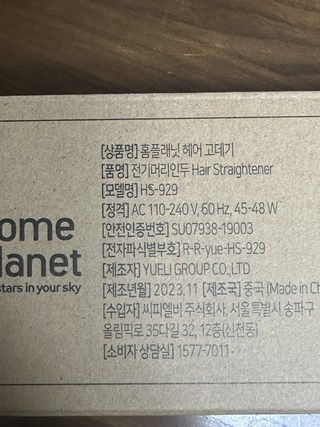 [상품명] 홈플래닛 헤어 고데기
[품명] 전기머리인두 Hair Straightener
[모델명] HS-929
[정격] AC 110-240 V, 60 Hz, 45-48 W
[안전인증번호] SU07938-19003
[전자파식별부호] R-R-yue-HS-929
[제조자] YUELI GROUP CO.,LTD
[제조년월] 2023.11 [제조국] 중국 (Made in Ch
[수입자] 씨피엘비 주식회사, 서울특별시 송파구
올림픽로 35다길 32, 12층(신천동)
[소비자 상담실] 1577-7011
ome
lanet
stars in your sky